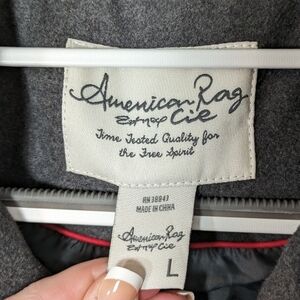 American Rag
Est 1984 Cie
Time Tested Quality for
the Free Spirit
RN 38943
MADE IN CHINA
American Rag
Cie
L